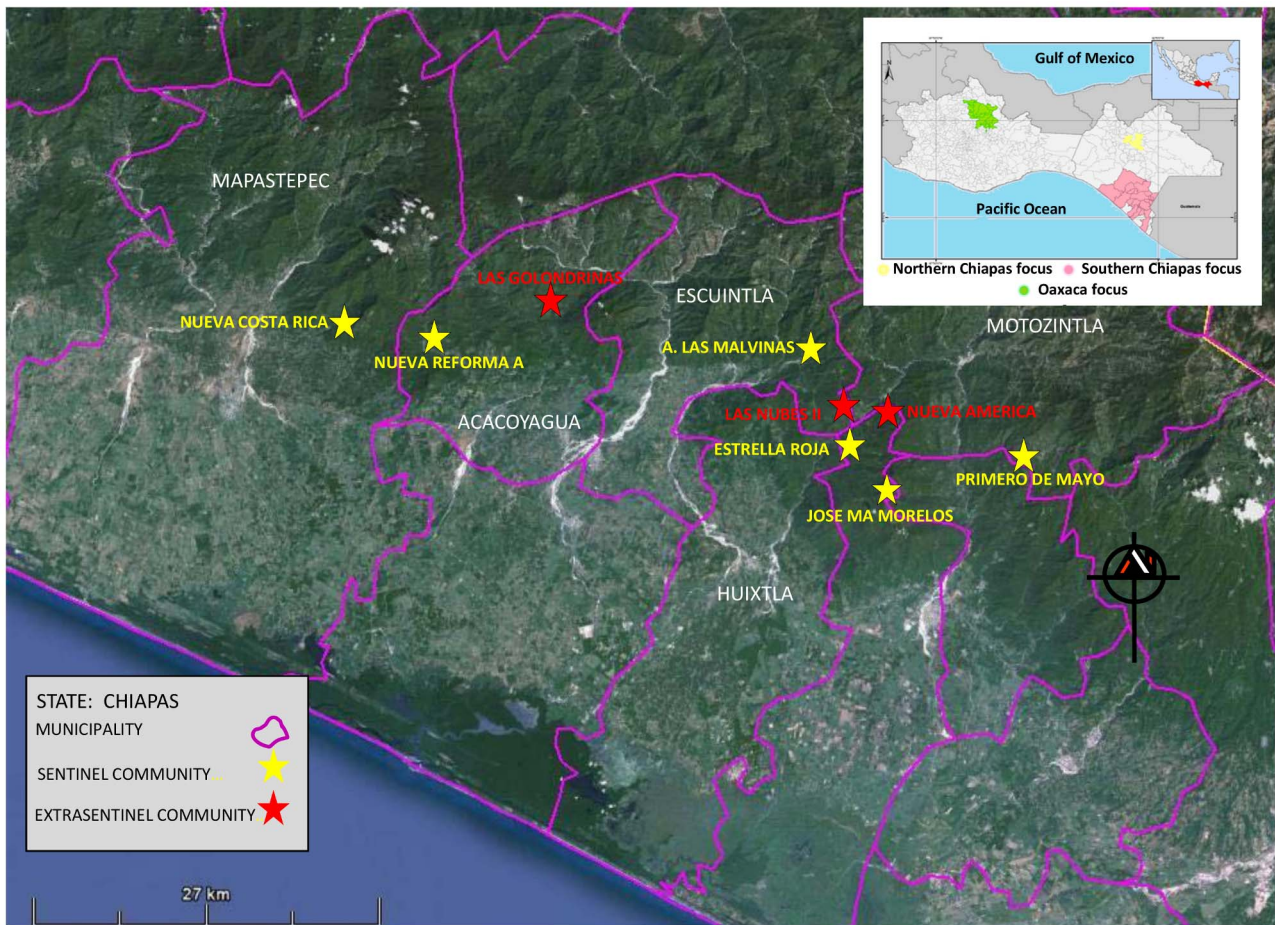 Gulf of Mexico
N
Pacific Ocean
Guatemala
Northern Chiapas focus
Southern Chiapas focus
Oaxaca focus
MAPASTEPEC
LAS GOLONDRINAS
ESCUINTLA
MOTOZINTLA
NUEVA COSTA RICA
NUEVA REFORMA A
A. LAS MALVINAS
ACACOYAGUA
LAS NUBES II
NUEVA AMERICA
ESTRELLA ROJA
PRIMERO DE MAYO
JOSE MA MORELOS
HUIXTLA
N
STATE: CHIAPAS
MUNICIPALITY
SENTINEL COMMUNITY
EXTRASENTINEL COMMUNITY
27 km